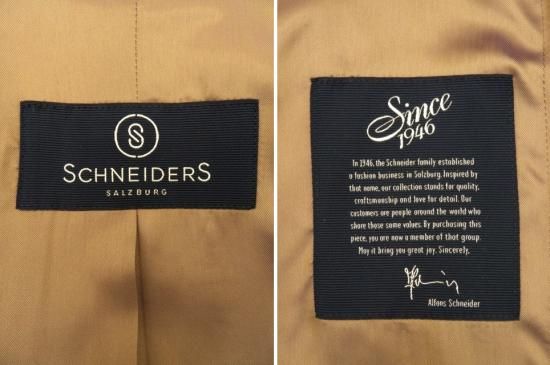 S
SCHNEIDERS
SALZBURG
Since
1946
In 1946, the Schneider family established
a fashion business in Salzburg. Inspired by
that name, our collection stands for quality,
craftsmanship and love for detail. Our
customers are people around the world who
share those same values. By purchasing this
piece, you are now a member of that group.
May it bring you great joy. Sincerely,
Alfons Schneider